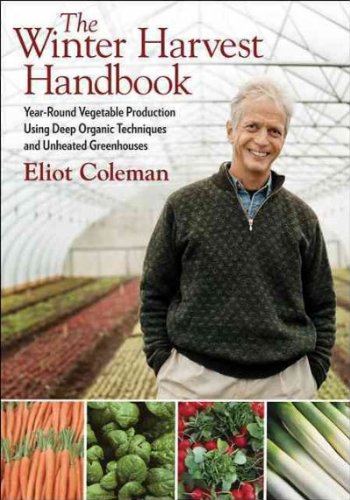 The
Winter Harvest
Handbook
Year-Round Vegetable Production
Using Deep Organic Techniques
and Unheated Greenhouses
Eliot Coleman